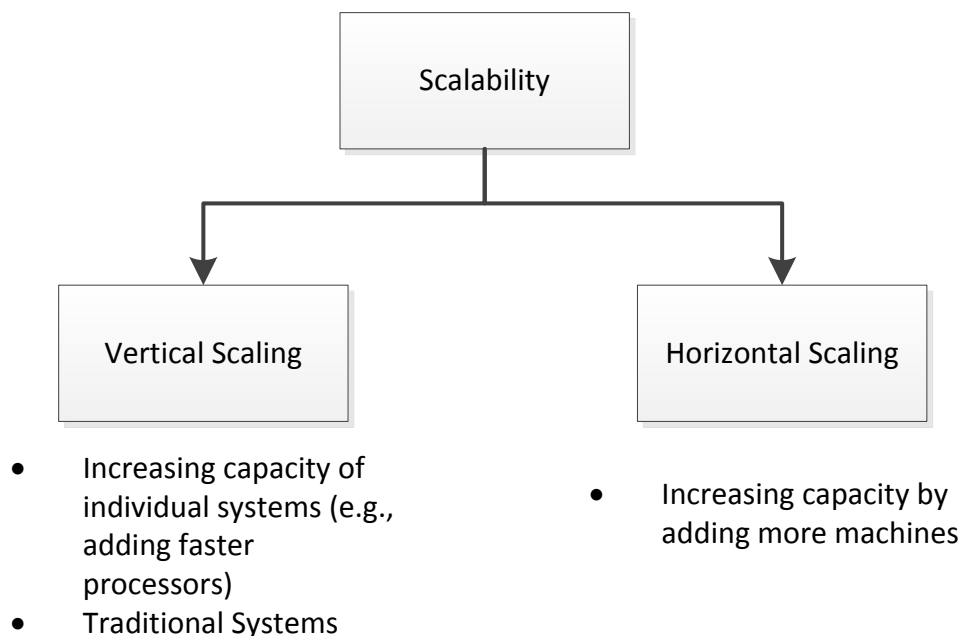 Scalability
Vertical Scaling
Horizontal Scaling
• Increasing capacity of
individual systems (e.g.,
adding faster
processors)
• Traditional Systems
• Increasing capacity by
adding more machines